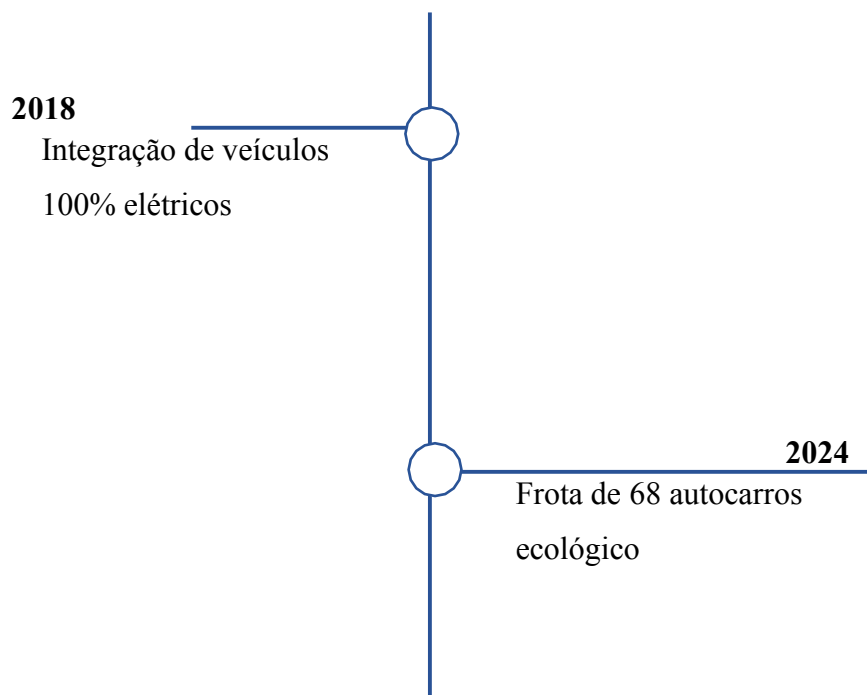 2018
Integração de veículos
100% elétricos
2024
Frota de 68 autocarros
ecológico